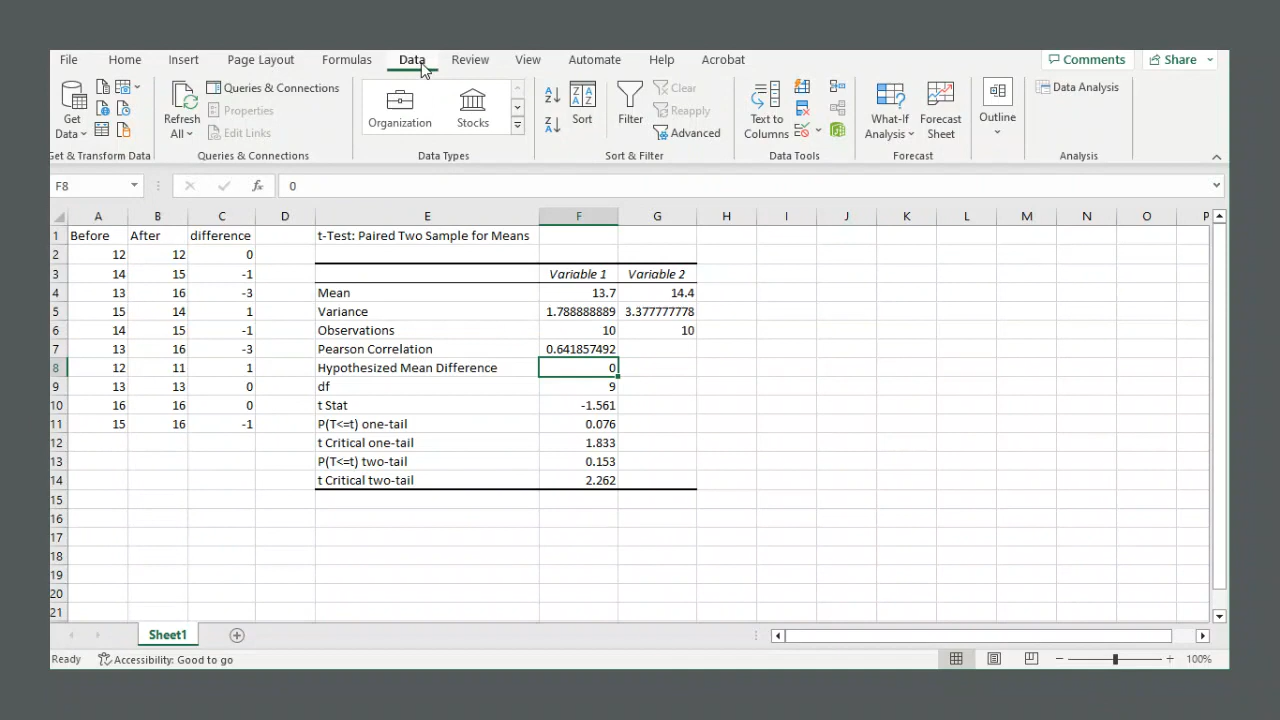 File Home Insert Page Layout Formulas Data Review View Automate Help Acrobat Comments Share
Get Data
Refresh All
Queries & Connections
Properties
Edit Links
Organization
Stocks
Sort
Filter
Clear
Reapply
Advanced
Text to Columns
What-If Analysis
Forecast Sheet
Outline
Data Analysis
Get & Transform Data Queries & Connections Data Types Sort & Filter Data Tools Forecast Analysis
F8 fx 0
A B C D E F G H I J K L M N O P
1 Before After difference t-Test: Paired Two Sample for Means
2 12 12 0
3 14 15 -1 Variable 1 Variable 2
4 13 16 -3 Mean 13.7 14.4
5 15 14 1 Variance 1.788888889 3.377777778
6 14 15 -1 Observations 10 10
7 13 16 -3 Pearson Correlation 0.641857492
8 12 11 1 Hypothesized Mean Difference 0
9 13 13 0 df 9
10 16 16 0 t Stat -1.561
11 15 16 -1 P(T<=t) one-tail 0.076
12 t Critical one-tail 1.833
13 P(T<=t) two-tail 0.153
14 t Critical two-tail 2.262
15
16
17
18
19
20
21
Sheet1
Ready Accessibility: Good to go 100%